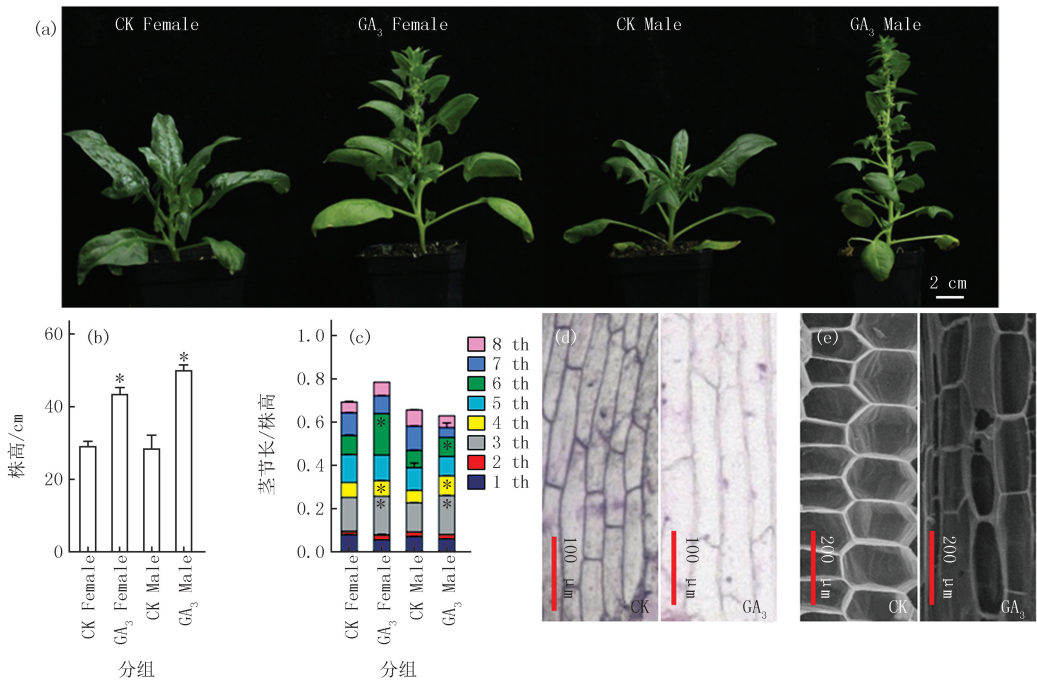 (a)
CK Female
GA₃ Female
CK Male
GA₃ Male
2 cm
(b)
株高/cm
60
40
20
0
*
*
CK Female
GA₃ Female
CK Male
GA₃ Male
分组
(c)
茎节长/株高
1.0
0.8
0.6
0.4
0.2
0.0
*
*
*
*
*
*
8 th
7 th
6 th
5 th
4 th
3 th
2 th
1 th
CK Female
GA₃ Female
CK Male
GA₃ Male
分组
(d)
100 μm
CK
100 μm
GA₃
(e)
200 μm
CK
200 μm
GA₃